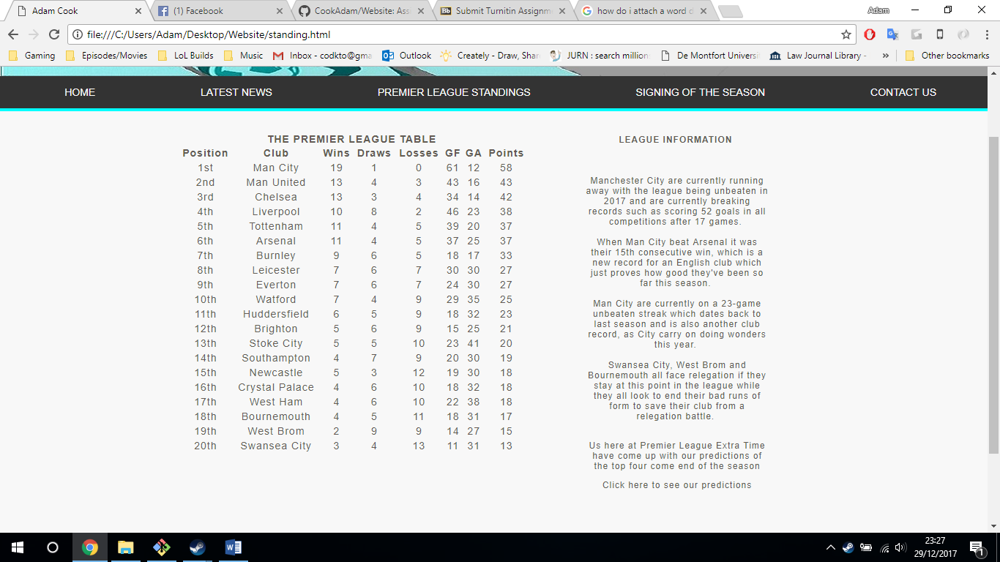 Adam Cook
(1) Facebook
CookAdam/Website: Ass
Submit Turnitin Assignm
how do i attach a word d
Adam
file:///C:/Users/Adam/Desktop/Website/standing.html
Gaming Episodes/Movies LoL Builds Music Inbox - codkto@gma Outlook Creately - Draw, Shar JURN : search million De Montfort Universi Law Journal Library - » Other bookmarks
HOME LATEST NEWS PREMIER LEAGUE STANDINGS SIGNING OF THE SEASON CONTACT US
THE PREMIER LEAGUE TABLE
Position Club Wins Draws Losses GF GA Points
1st Man City 19 1 0 61 12 58
2nd Man United 13 4 3 43 16 43
3rd Chelsea 13 3 4 34 14 42
4th Liverpool 10 8 2 46 23 38
5th Tottenham 11 4 5 39 20 37
6th Arsenal 11 4 5 37 25 37
7th Burnley 9 6 5 18 17 33
8th Leicester 7 6 7 30 30 27
9th Everton 7 6 7 24 30 27
10th Watford 7 4 9 29 35 25
11th Huddersfield 6 5 9 18 32 23
12th Brighton 5 6 9 15 25 21
13th Stoke City 5 5 10 23 41 20
14th Southampton 4 7 9 20 30 19
15th Newcastle 5 3 12 19 30 18
16th Crystal Palace 4 6 10 18 32 18
17th West Ham 4 6 10 22 38 18
18th Bournemouth 4 5 11 18 31 17
19th West Brom 2 9 9 14 27 15
20th Swansea City 3 4 13 11 31 13
LEAGUE INFORMATION
Manchester City are currently running
away with the league being unbeaten in
2017 and are currently breaking
records such as scoring 52 goals in all
competitions after 17 games.
When Man City beat Arsenal it was
their 15th consecutive win, which is a
new record for an English club which
just proves how good they've been so
far this season.
Man City are currently on a 23-game
unbeaten streak which dates back to
last season and is also another club
record, as City carry on doing wonders
this year.
Swansea City, West Brom and
Bournemouth all face relegation if they
stay at this point in the league while
they all look to end their bad runs of
form to save their club from a
relegation battle.
Us here at Premier League Extra Time
have come up with our predictions of
the top four come end of the season
Click here to see our predictions
23:27
29/12/2017
1